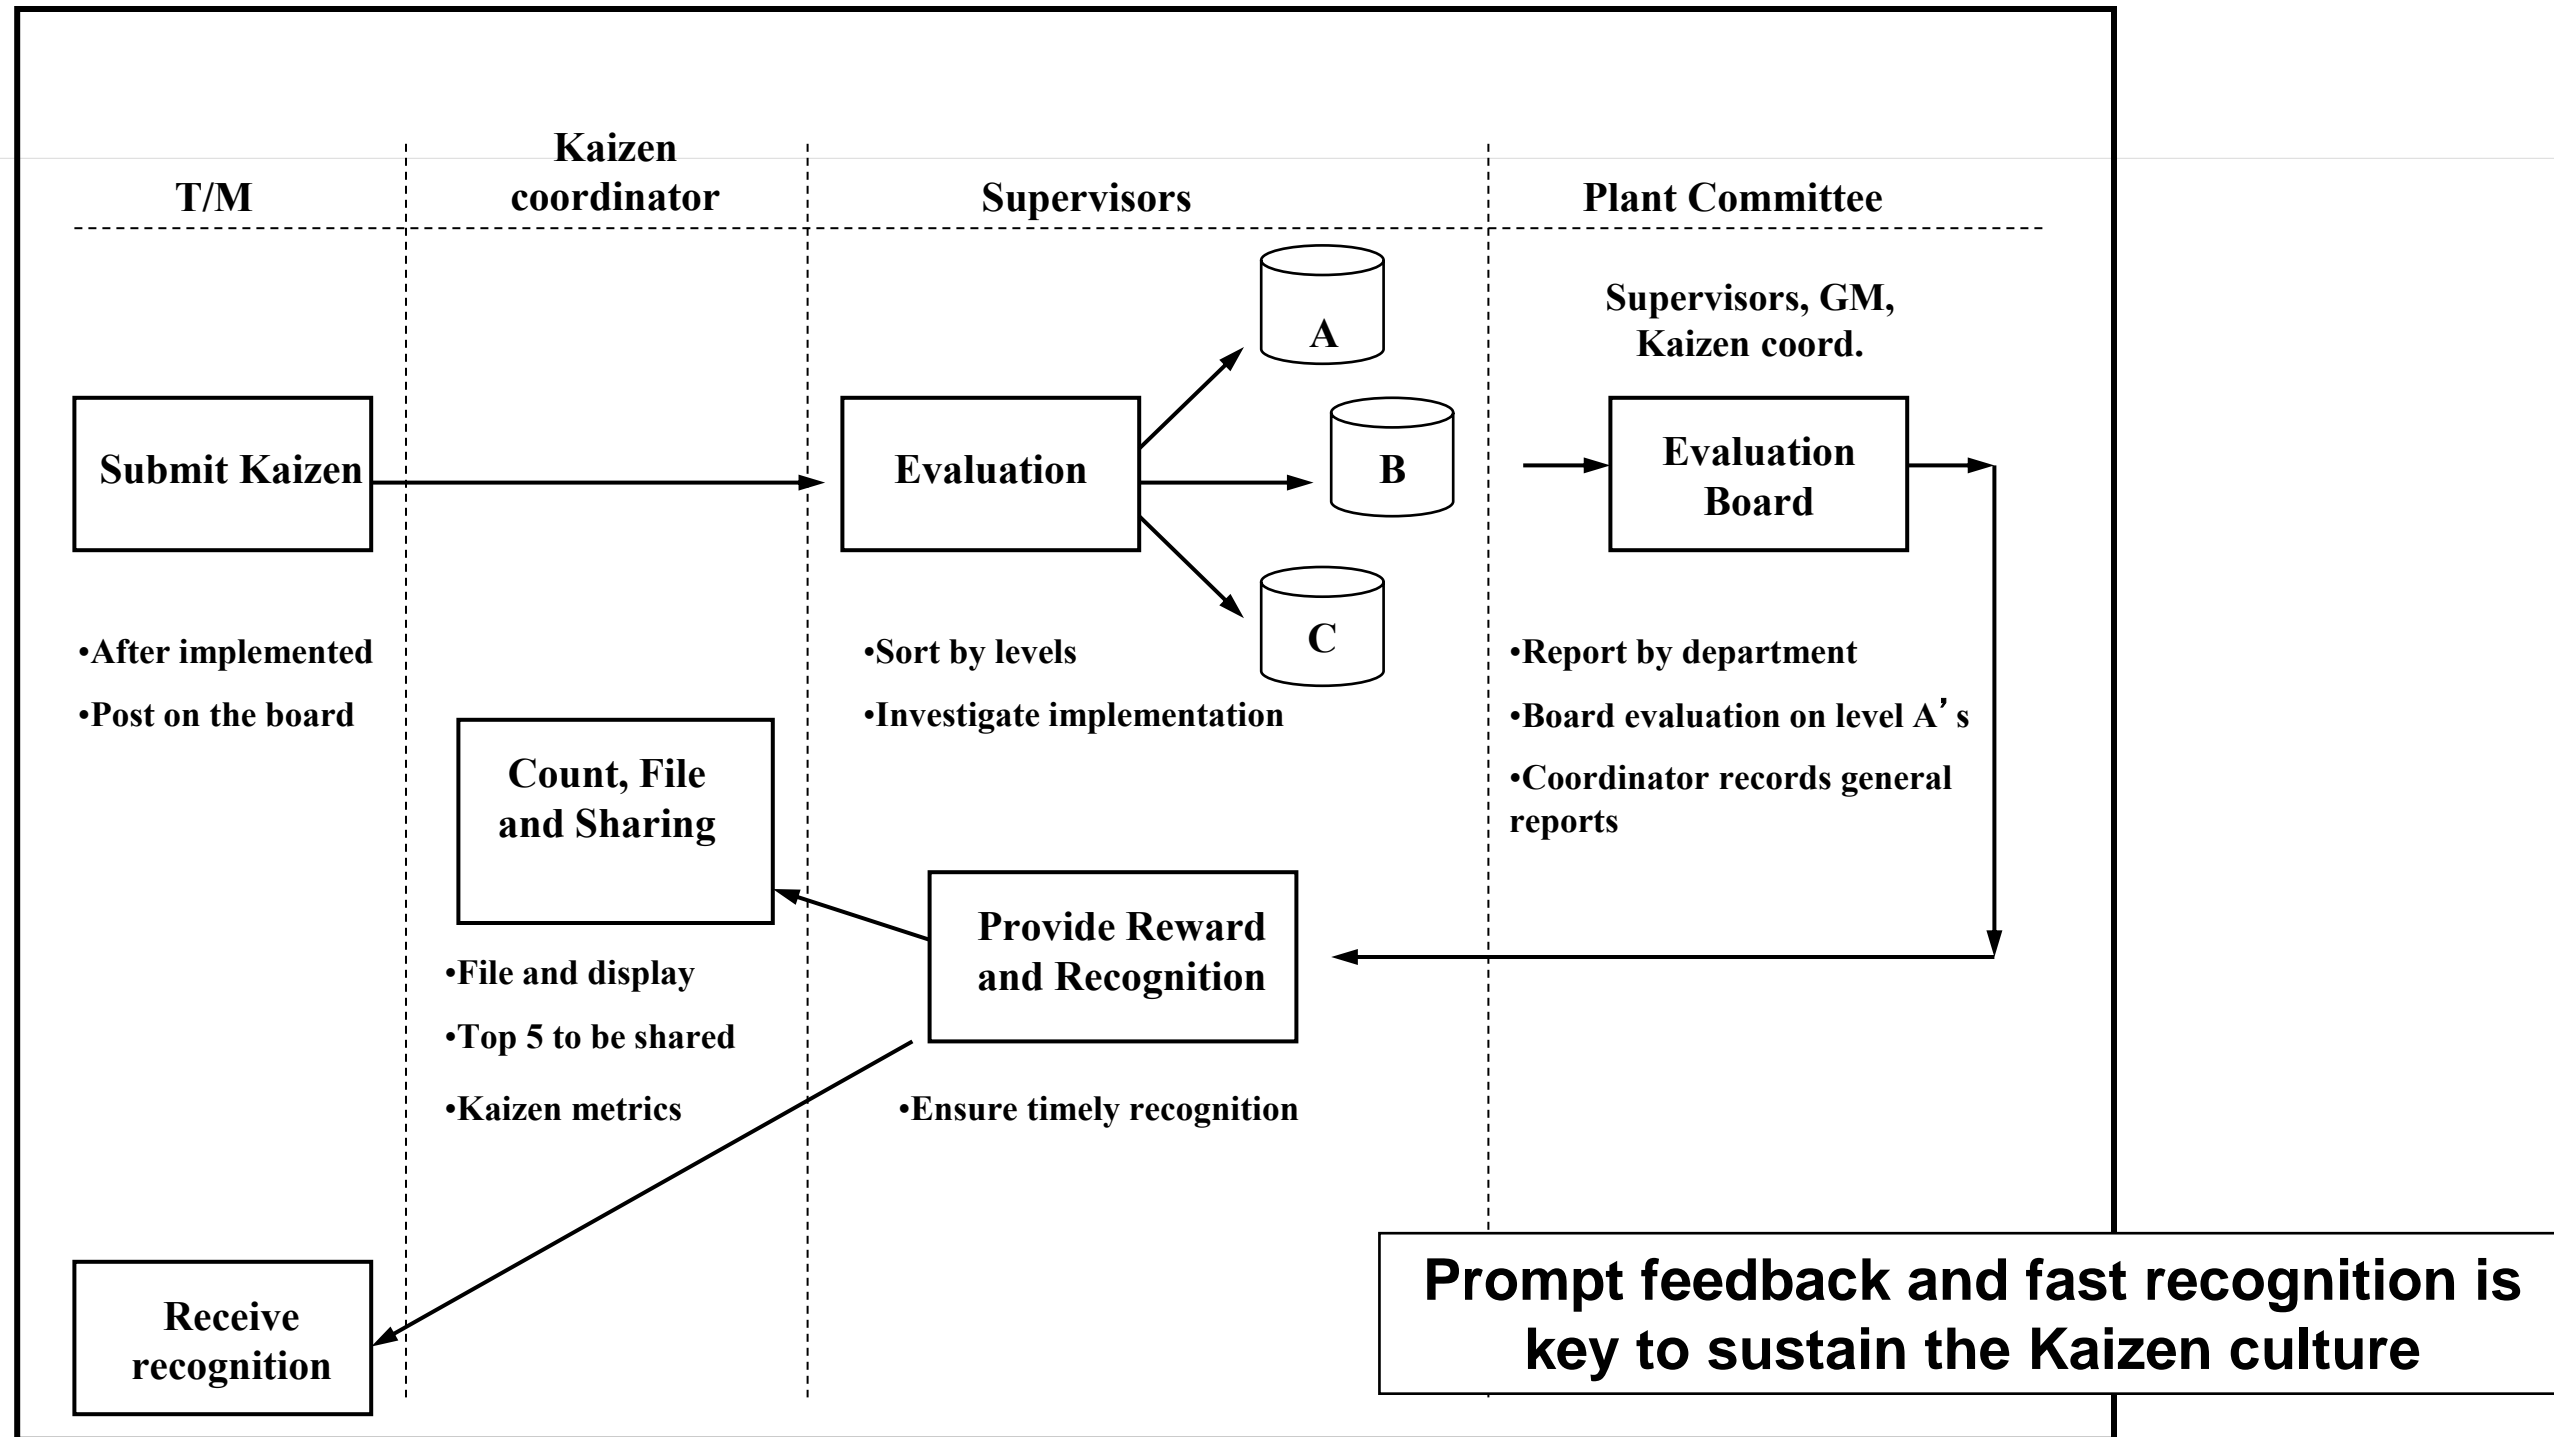 T/M
Kaizen
coordinator
Supervisors
Plant Committee
Supervisors, GM,
Kaizen coord.
Submit Kaizen
Evaluation
A
B
C
Evaluation
Board
•After implemented
•Post on the board
•Sort by levels
•Investigate implementation
•Report by department
•Board evaluation on level A’s
•Coordinator records general
reports
Count, File
and Sharing
•File and display
•Top 5 to be shared
•Kaizen metrics
Provide Reward
and Recognition
•Ensure timely recognition
Receive
recognition
Prompt feedback and fast recognition is
key to sustain the Kaizen culture